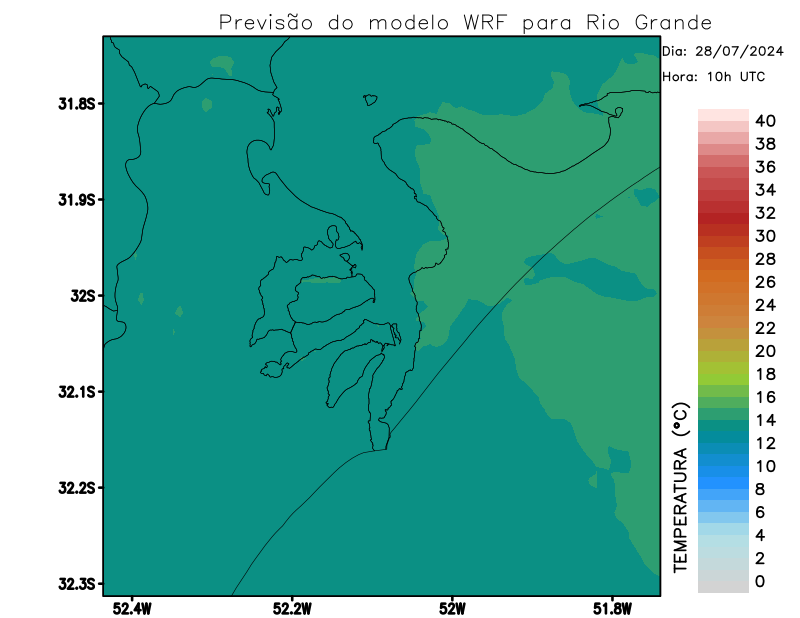 Previsão do modelo WRF para Rio Grande
Dia: 28/07/2024
Hora: 10h UTC
31.8S
31.9S
32S
32.1S
32.2S
32.3S
52.4W
52.2W
52W
51.8W
TEMPERATURA (°C)
40
38
36
34
32
30
28
26
24
22
20
18
16
14
12
10
8
6
4
2
0